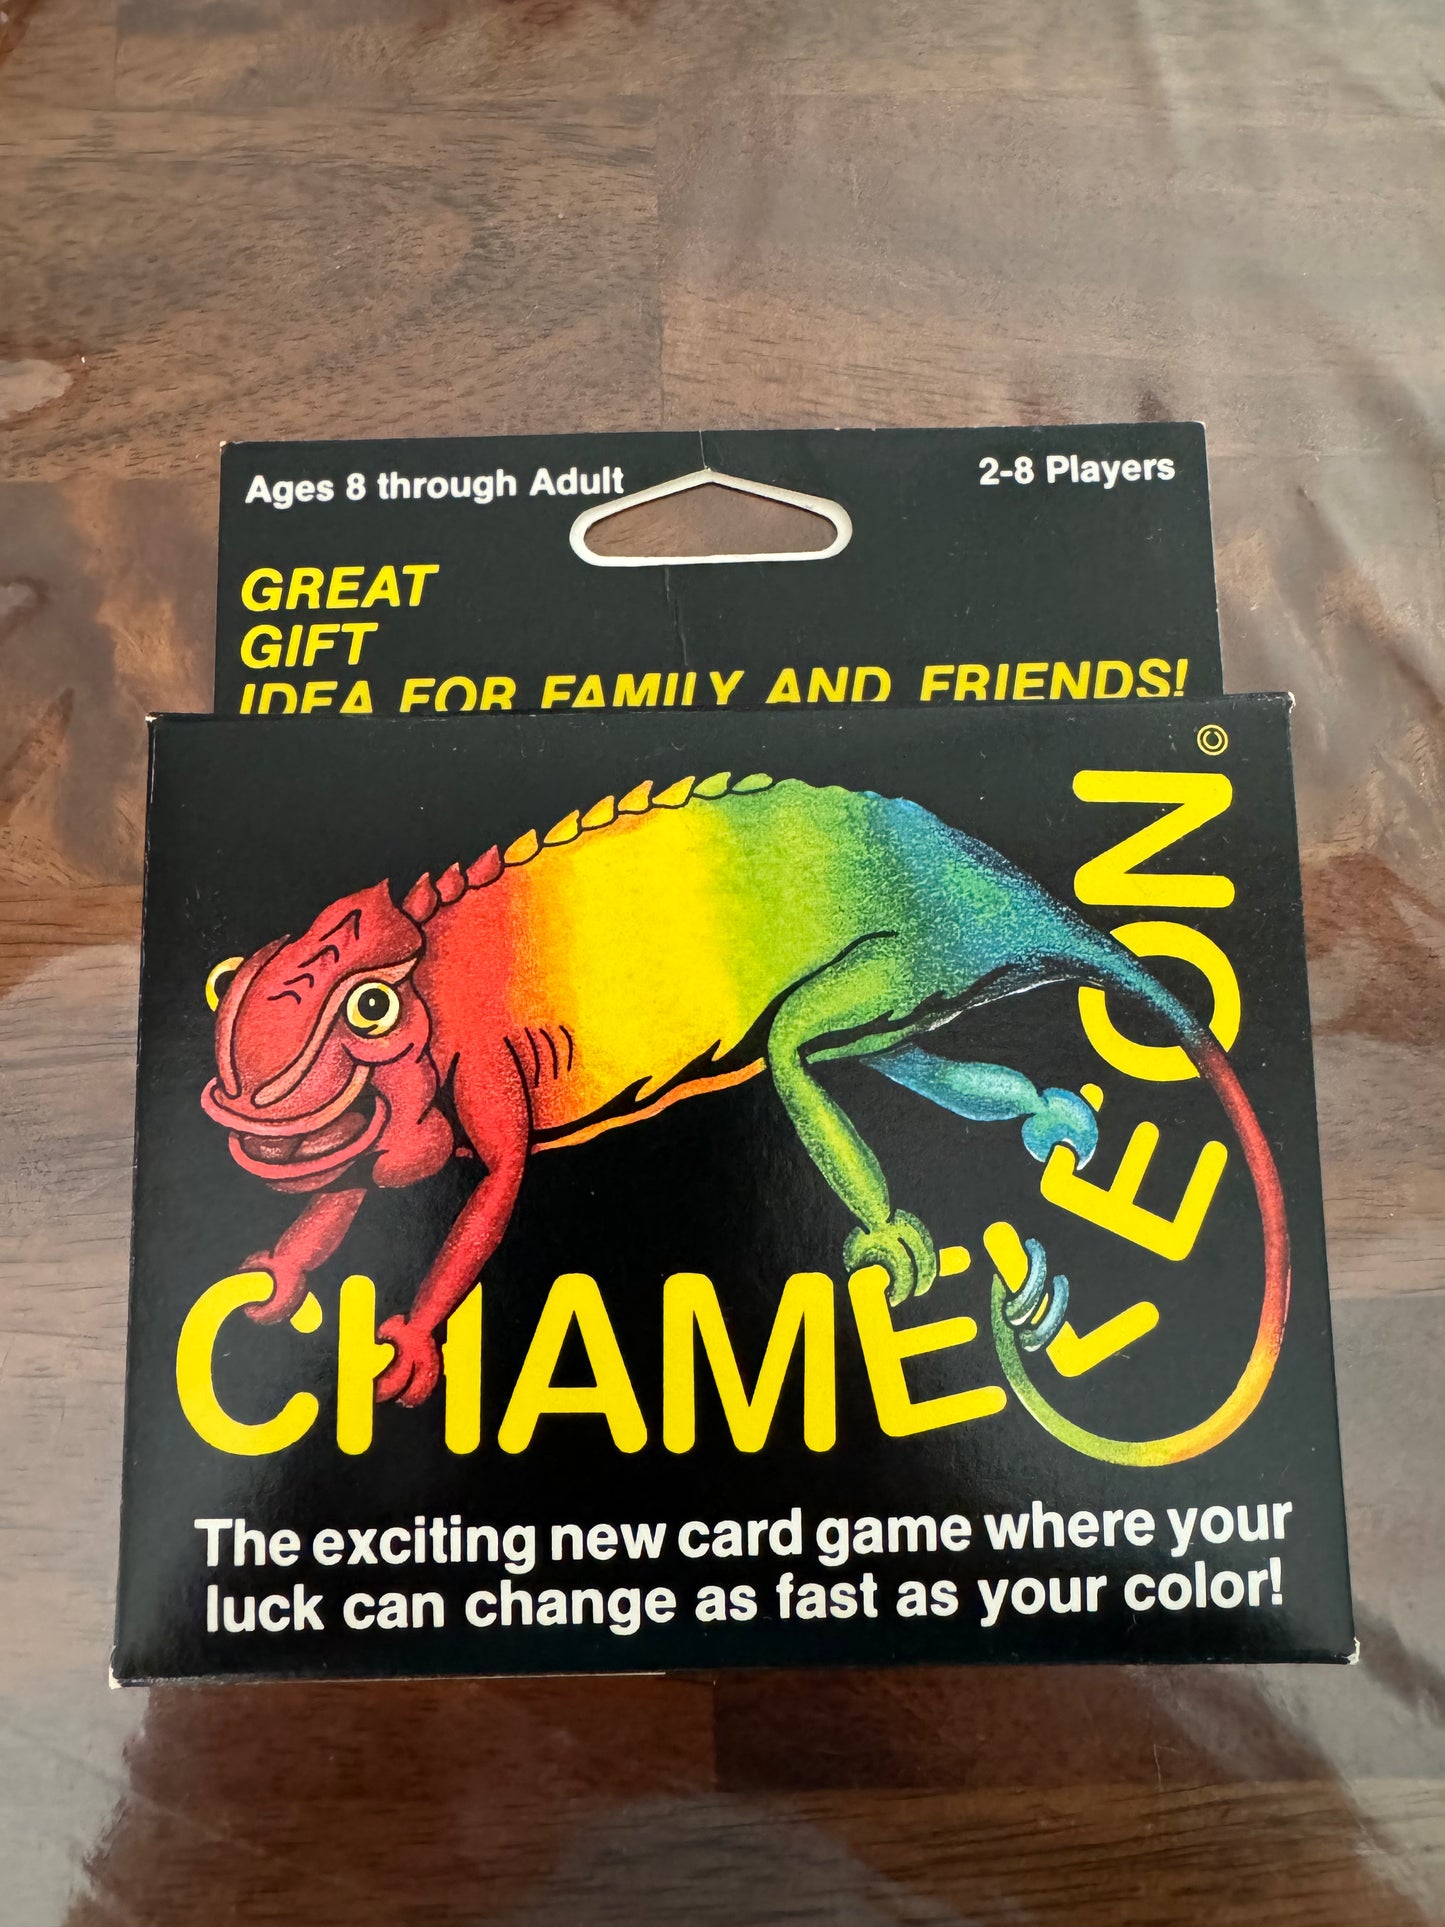 Ages 8 through Adult
2-8 Players
GREAT
GIFT
IDEA FOR FAMILY AND FRIENDS!
CHAMELEON©
The exciting new card game where your
luck can change as fast as your color!